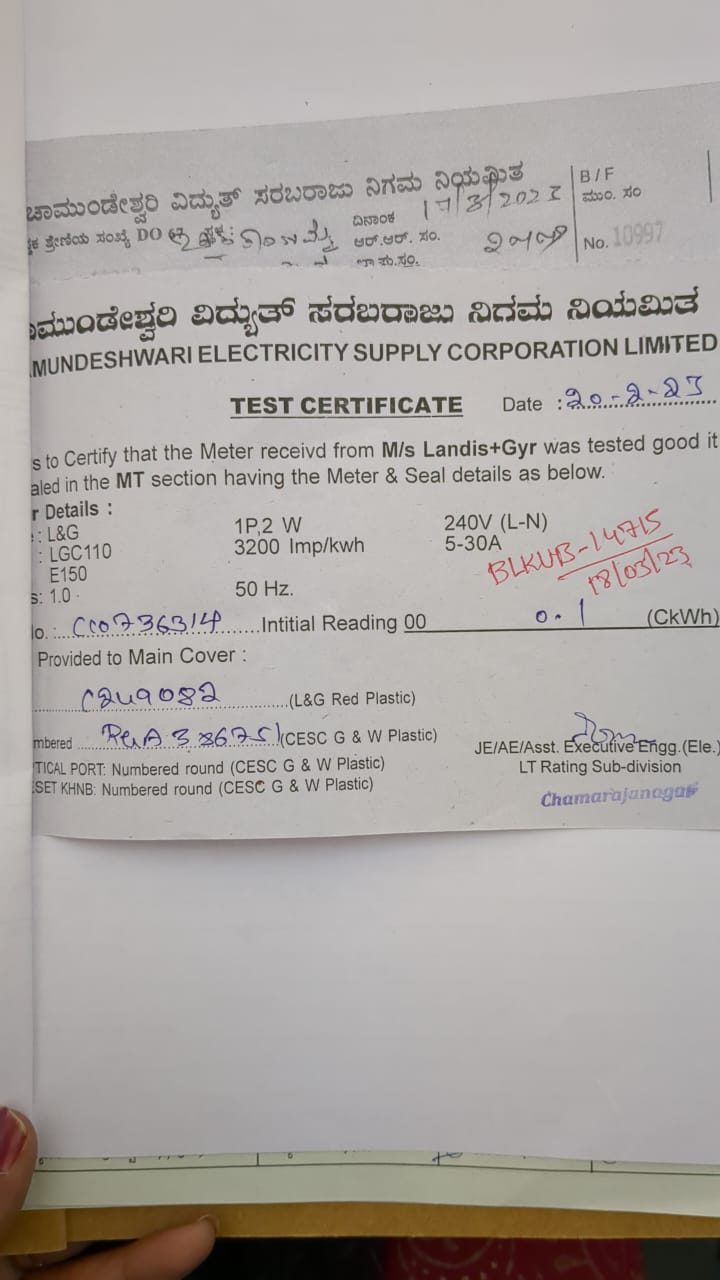 ಚಾಮುಂಡೇಶ್ವರಿ ವಿದ್ಯುತ್ ಸರಬರಾಜು ನಿಗಮ ನಿಯಮಿತ
B / F
ಮುಂ. ಸಂ
ಶ್ರೇಣಿಯ ಸಂಖ್ಯೆ DO
ದಿನಾಂಕ 17/3/2023
ಆರ್.ಆರ್. ಸಂ.
No. 10997
ಾಮುಂಡೇಶ್ವರಿ ವಿದ್ಯುತ್ ಸರಬರಾಜು ನಿಗಮ ನಿಯಮಿತ
MUNDESHWARI ELECTRICITY SUPPLY CORPORATION LIMITED
TEST CERTIFICATE Date : 20-2-23
s to Certify that the Meter receivd from M/s Landis+Gyr was tested good it
aled in the MT section having the Meter & Seal details as below.
r Details :
: L&G 1P,2 W 240V (L-N)
: LGC110 3200 Imp/kwh 5-30A
E150
BLKUB-14715
18/03/23
s: 1.0 50 Hz.
lo. : CC0736314 Intitial Reading 00 0.1 (CkWh)
Provided to Main Cover :
C249082 (L&G Red Plastic)
mbered (CESC G & W Plastic)
JE/AE/Asst. Executive Engg.(Ele.)
TICAL PORT: Numbered round (CESC G & W Plastic)
LT Rating Sub-division
SET KHNB: Numbered round (CESC G & W Plastic)
Chamarajanagar